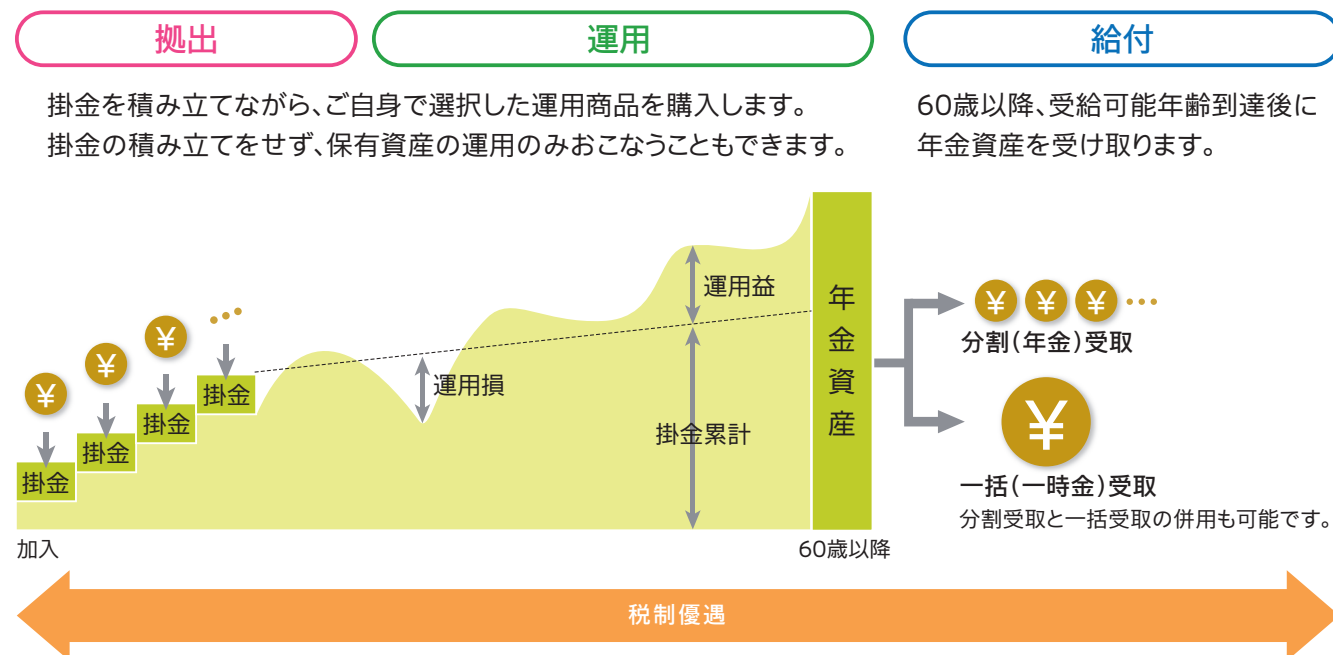 拠出
運用
給付
掛金を積み立てながら、ご自身で選択した運用商品を購入します。
掛金の積み立てをせず、保有資産の運用のみおこなうこともできます。
60歳以降、受給可能年齢到達後に
年金資産を受け取ります。
¥
¥
¥
…
掛金
掛金
掛金
掛金
運用損
運用益
掛金累計
年金資産
¥ ¥ ¥ …
分割(年金)受取
¥
一括(一時金)受取
分割受取と一括受取の併用も可能です。
加入
60歳以降
税制優遇